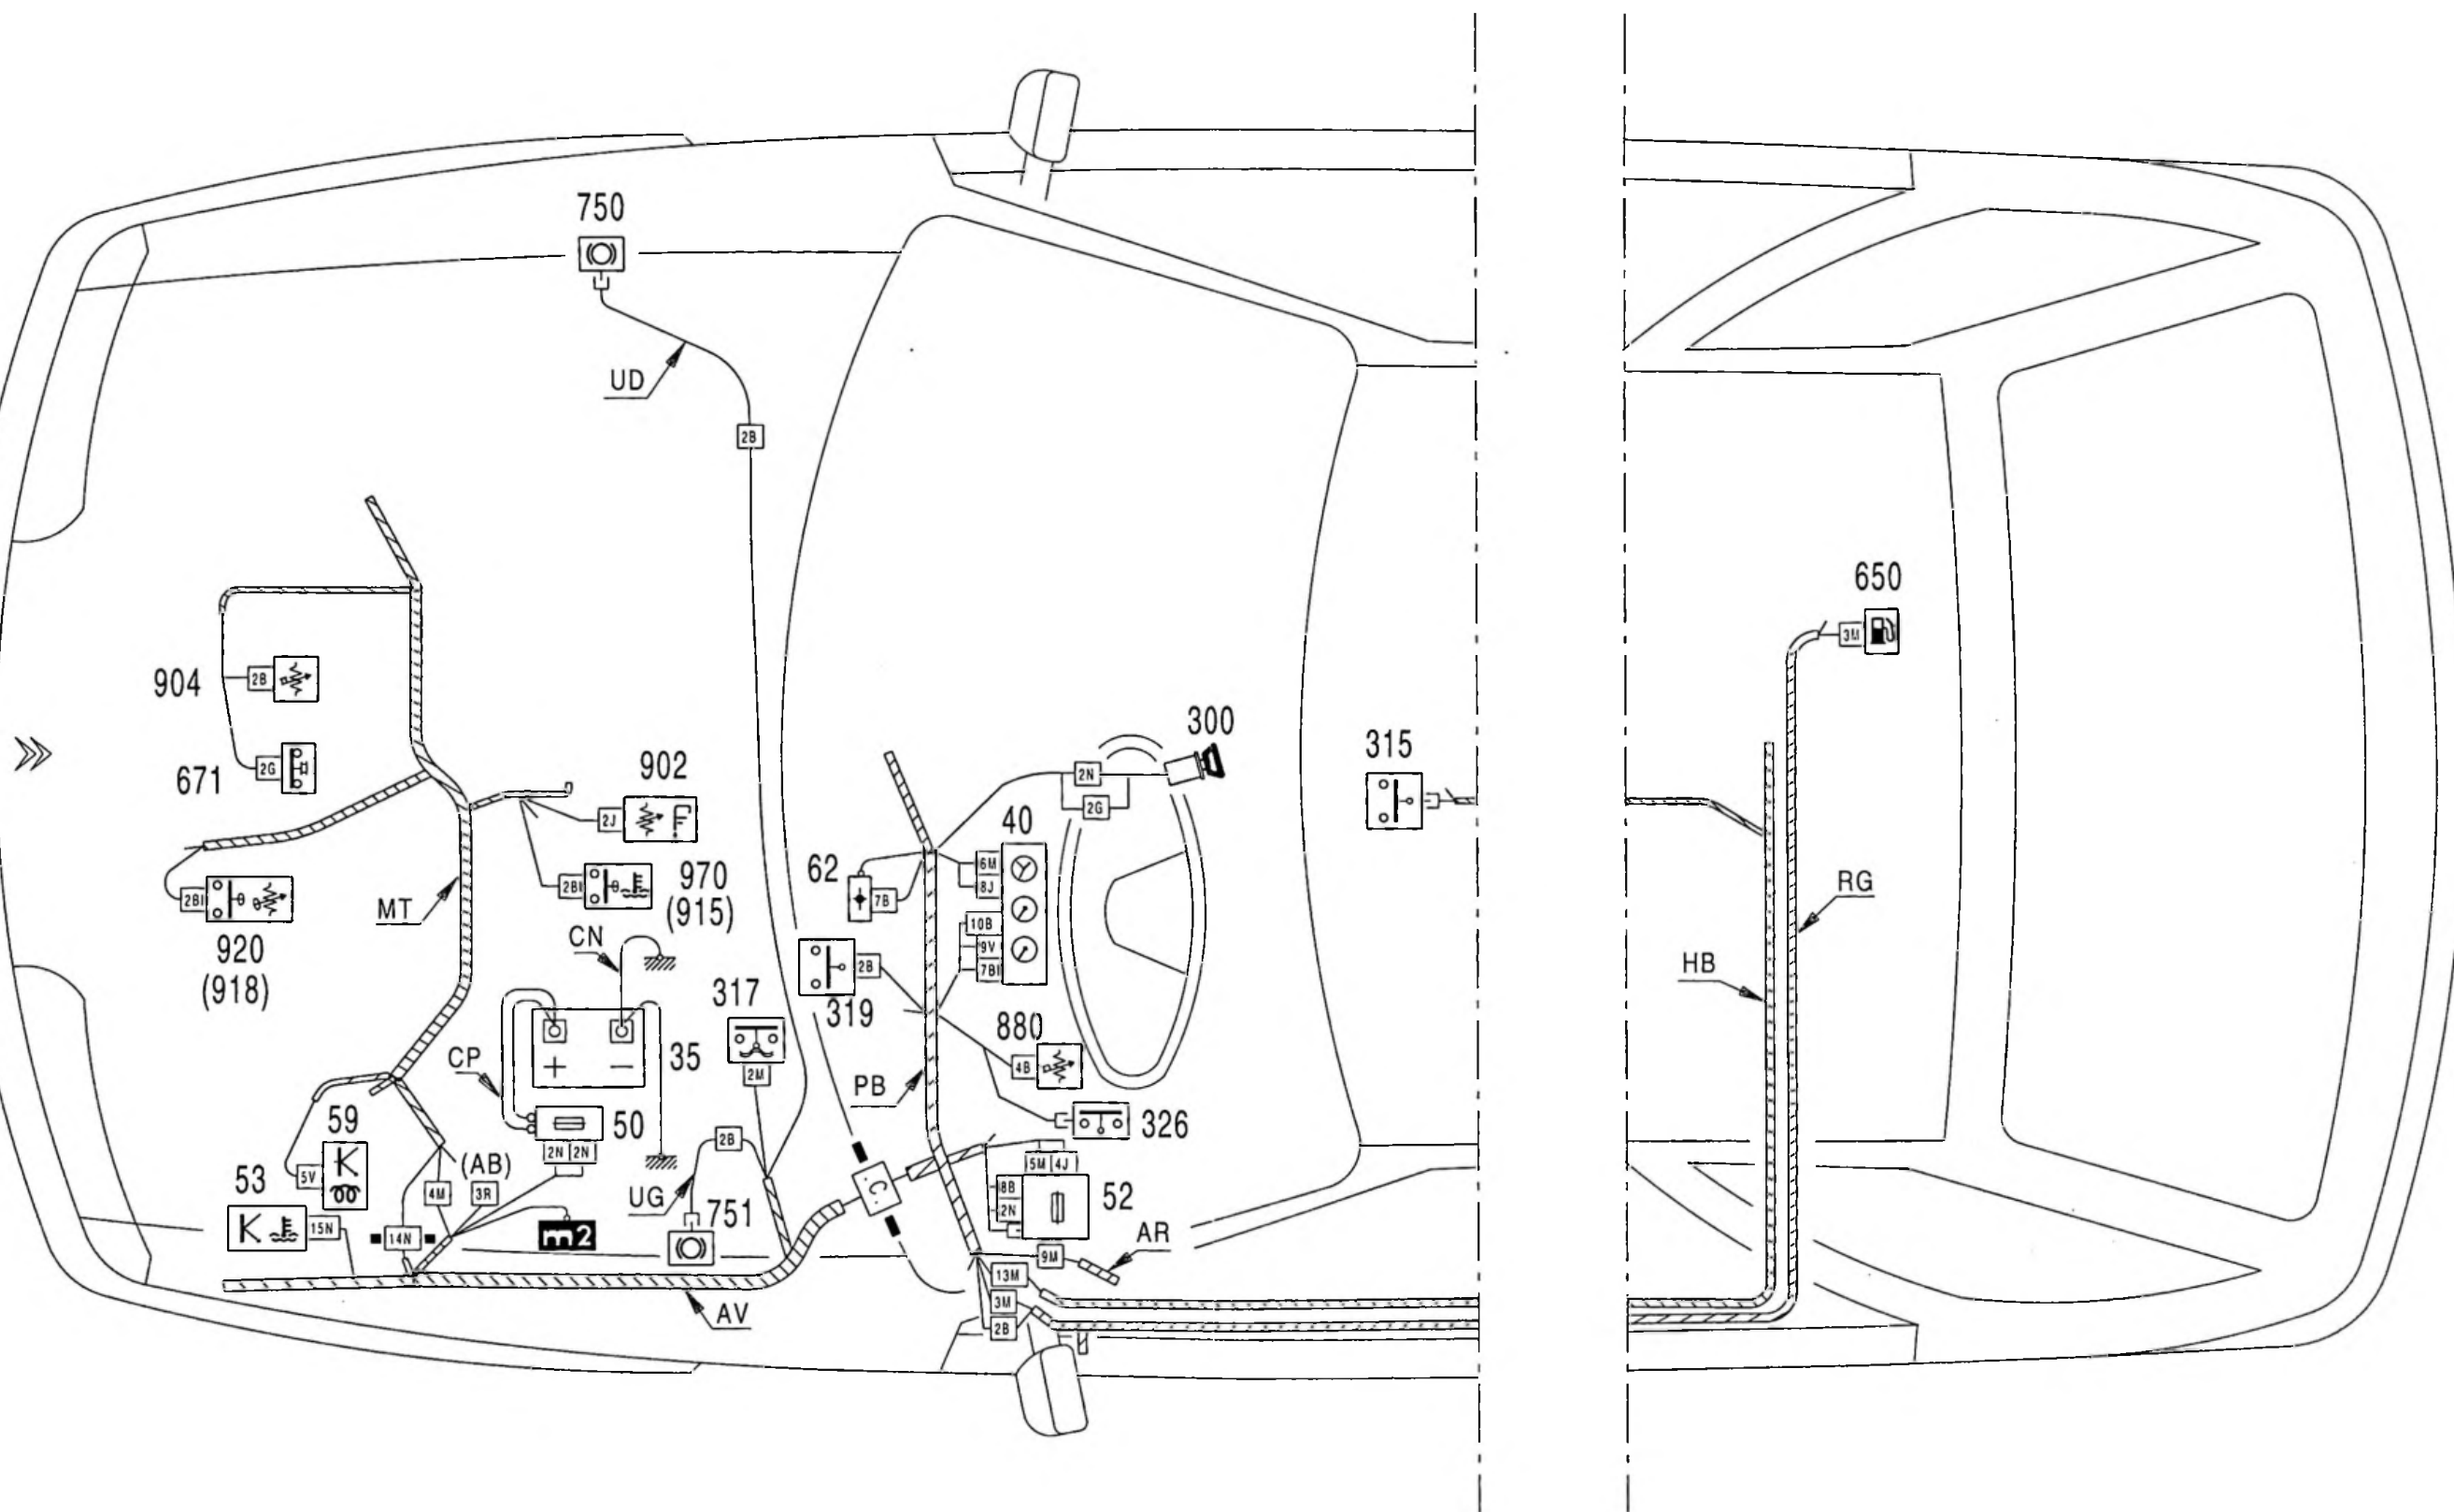 750
UD
2B
650
3M
904
2B
671
2G
902
2J
300
2N
2G
315
40
62
6M
8J
7B
10B
9V
7BI
970
(915)
2BI
2BI
920
(918)
MT
CN
RG
HB
317
2M
319
2B
880
4B
CP
35
+
−
PB
326
59
5V
50
2N 2N
(AB)
4M
3R
2B
UG
751
.C.
5M 4J
8B
2N
52
53
15N
14N
m2
9M
AR
13M
3M
2B
AV